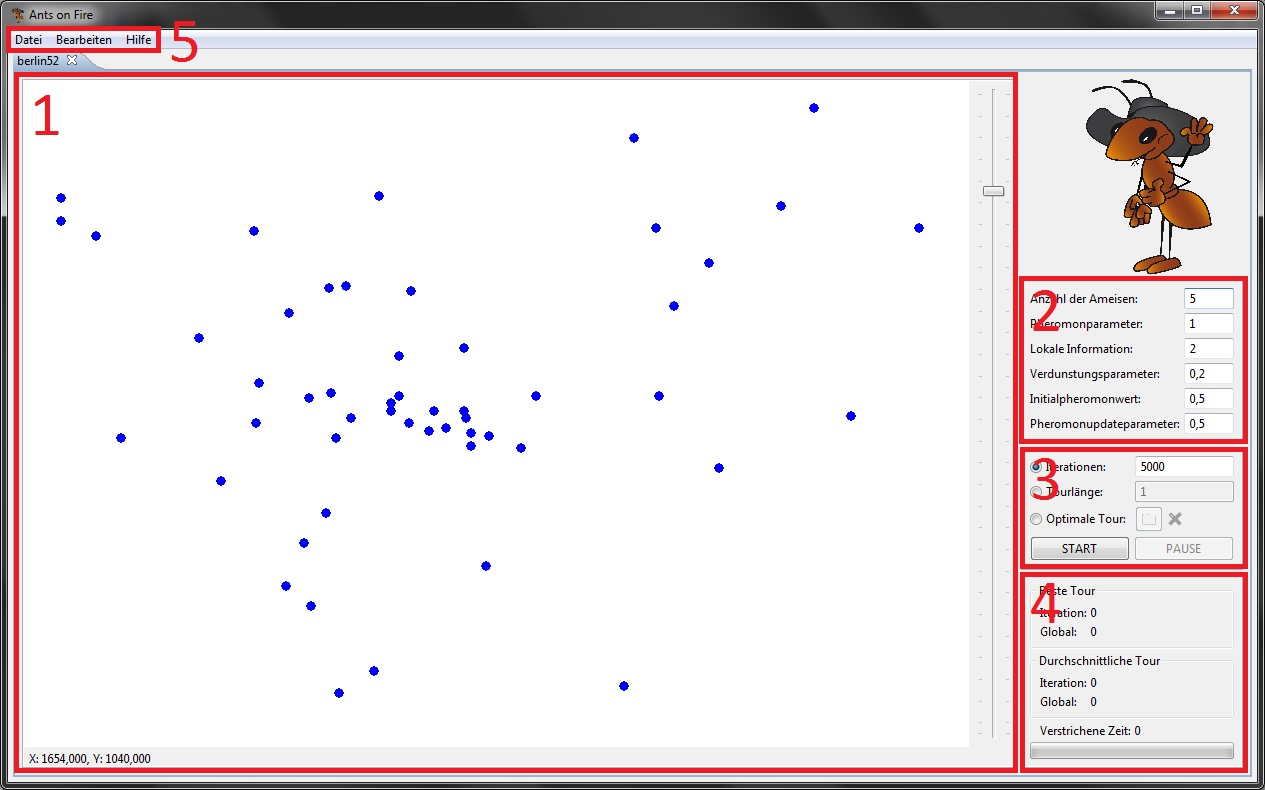 Ants on Fire
Datei Bearbeiten Hilfe
5
berlin52
1
2
Anzahl der Ameisen: 5
Pheromonparameter: 1
Lokale Information: 2
Verdunstungsparameter: 0,2
Initialpheromonwert: 0,5
Pheromonupdateparameter: 0,5
3
Iterationen: 5000
Tourlänge: 1
Optimale Tour:
START PAUSE
4
Beste Tour
Iteration: 0
Global: 0
Durchschnittliche Tour
Iteration: 0
Global: 0
Verstrichene Zeit: 0
X: 1654,000, Y: 1040,000